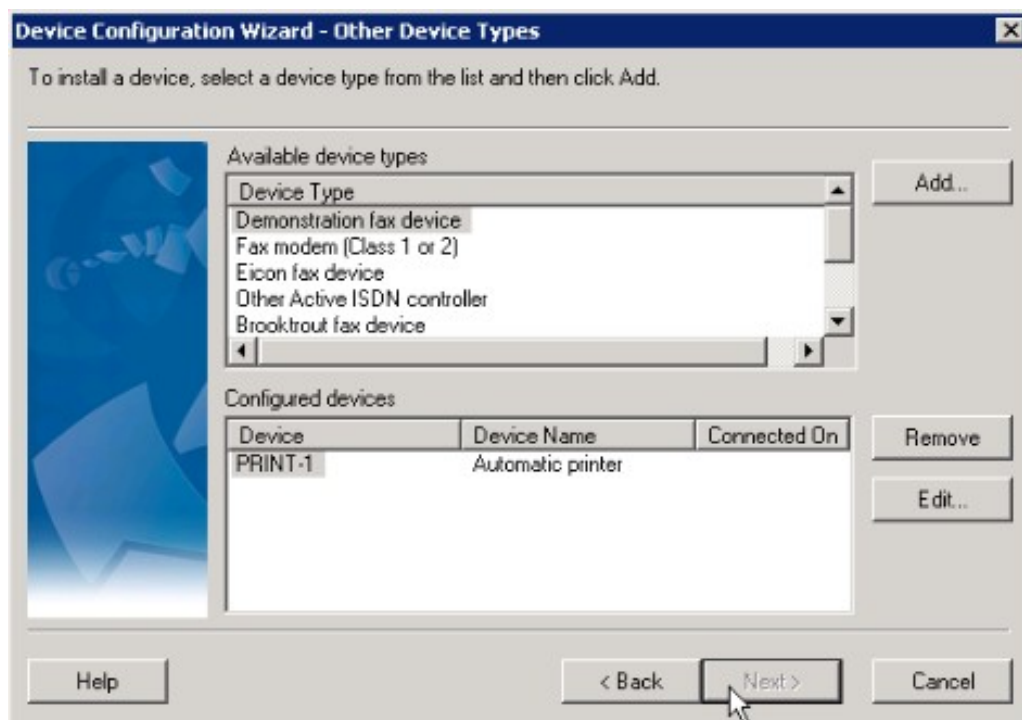 Device Configuration Wizard - Other Device Types
To install a device, select a device type from the list and then click Add.
Available device types
Add...
Device Type
Demonstration fax device
Fax modem (Class 1 or 2)
Eicon fax device
Other Active ISDN controller
Brooktrout fax device
Configured devices
Device Device Name Connected On
Remove
PRINT-1 Automatic printer
Edit...
Help < Back Next > Cancel